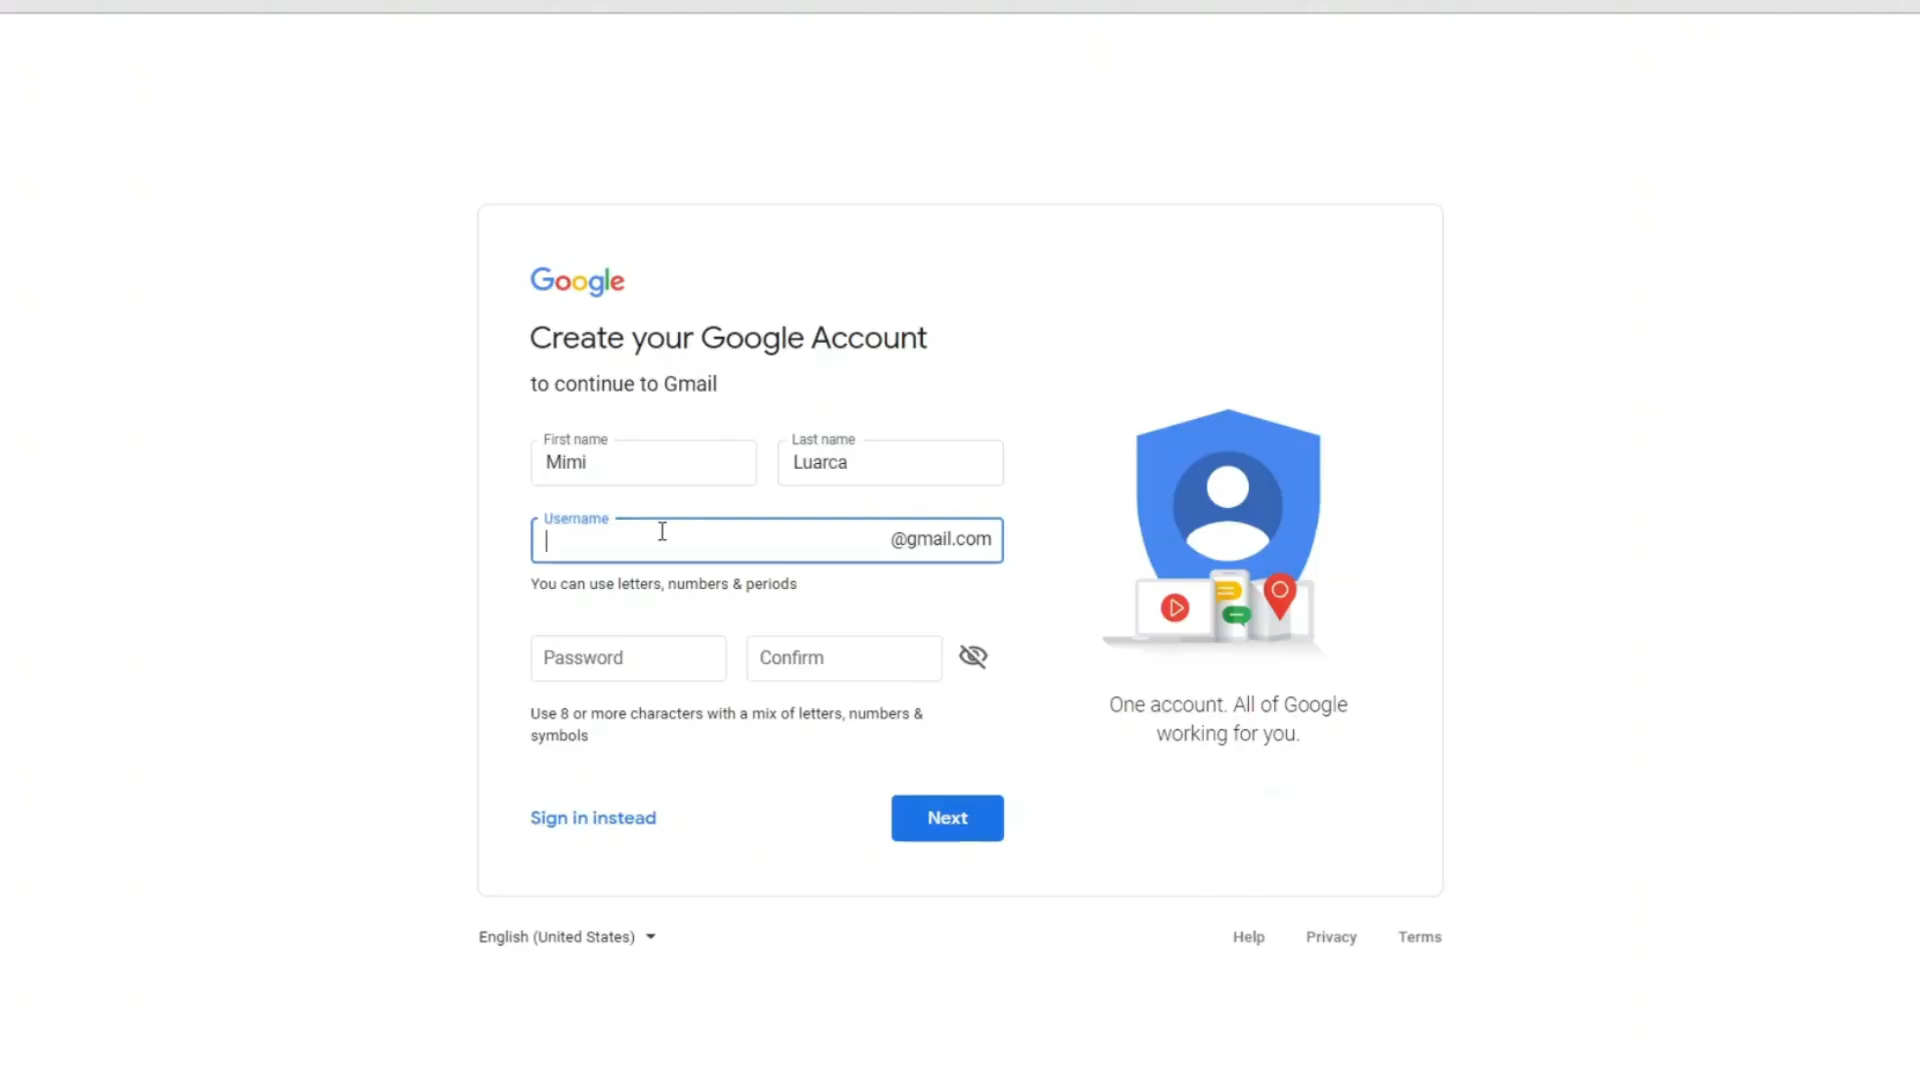 Google
Create your Google Account
to continue to Gmail
First name
Last name
Mimi
Luarca
Username
@gmail.com
You can use letters, numbers & periods
Password
Confirm
Use 8 or more characters with a mix of letters, numbers &
symbols
One account. All of Google
working for you.
Sign in instead
Next
English (United States)
Help
Privacy
Terms